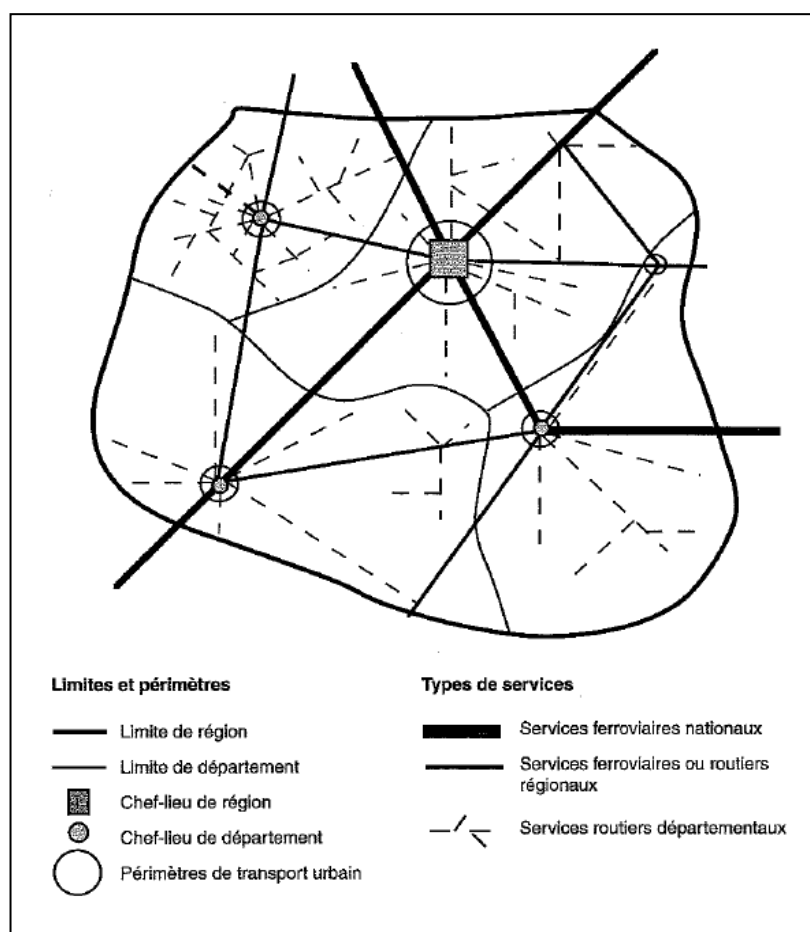 Limites et périmètres
Limite de région
Limite de département
Chef-lieu de région
Chef-lieu de département
Périmètres de transport urbain
Types de services
Services ferroviaires nationaux
Services ferroviaires ou routiers
régionaux
Services routiers départementaux